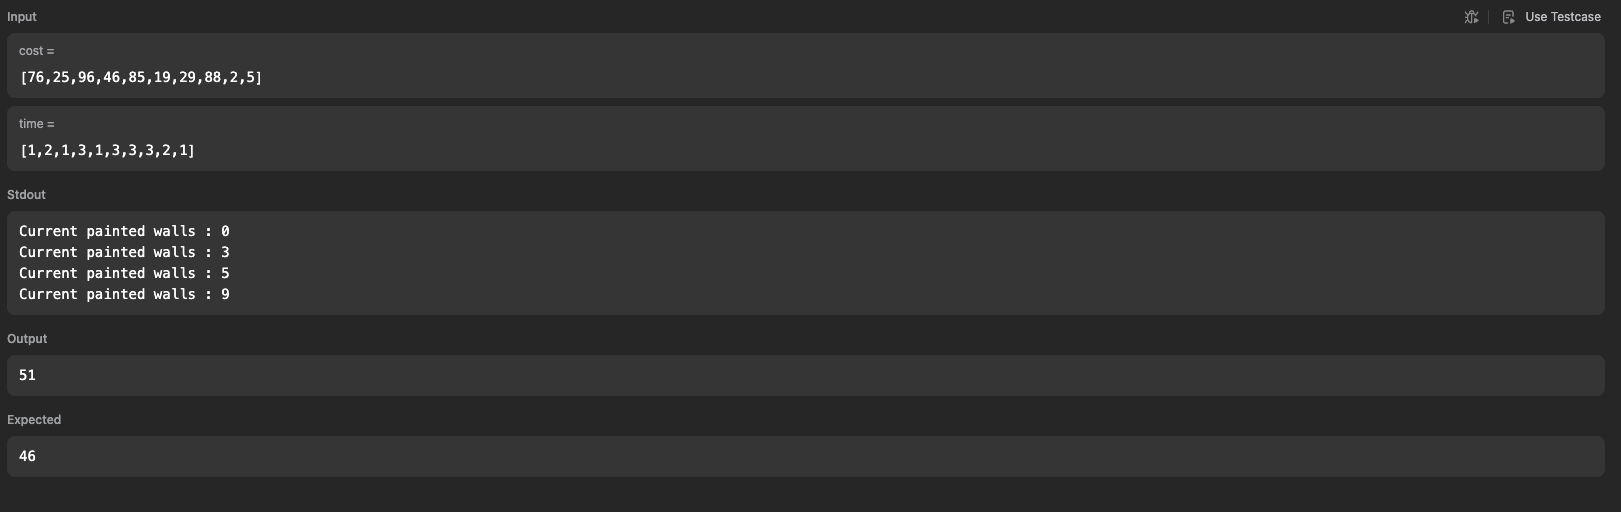 Input
Use Testcase
cost =
[76,25,96,46,85,19,29,88,2,5]
time =
[1,2,1,3,1,3,3,3,2,1]
Stdout
Current painted walls : 0
Current painted walls : 3
Current painted walls : 5
Current painted walls : 9
Output
51
Expected
46